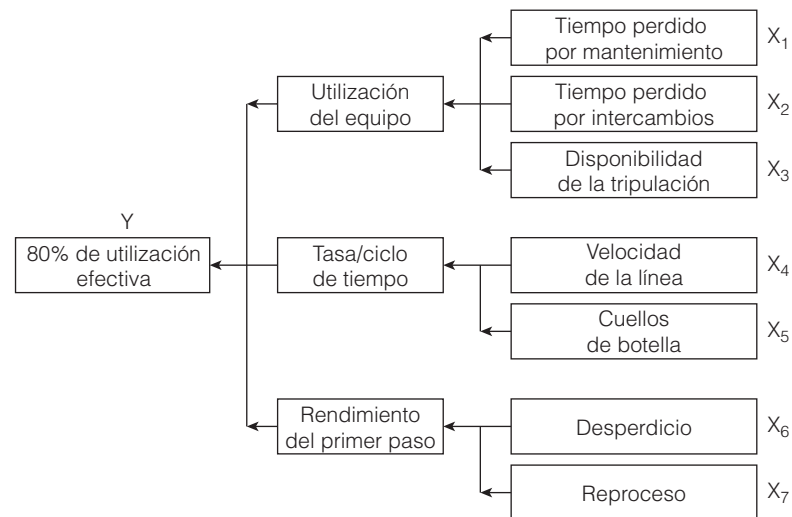 Tiempo perdido
por mantenimiento
X1
Utilización
del equipo
Tiempo perdido
por intercambios
X2
Disponibilidad
de la tripulación
X3
Y
80% de utilización
efectiva
Tasa/ciclo
de tiempo
Velocidad
de la línea
X4
Cuellos
de botella
X5
Rendimiento
del primer paso
Desperdicio
X6
Reproceso
X7